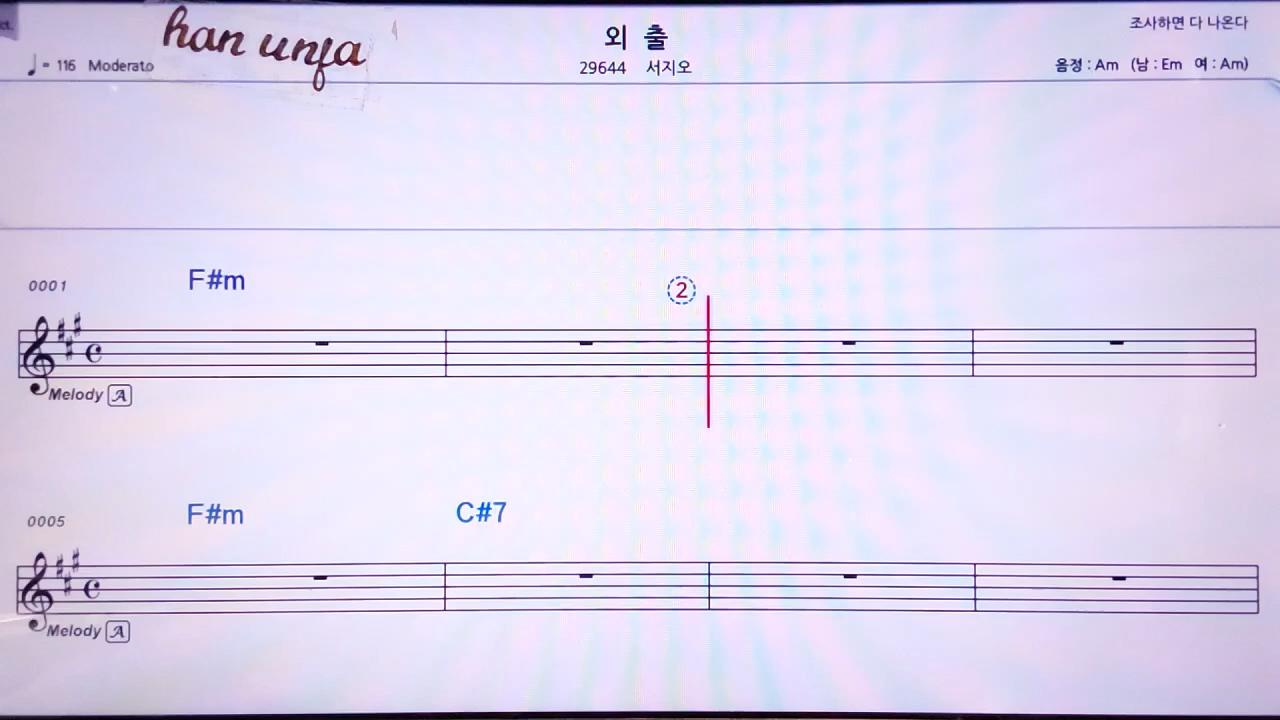 han unfa
외 출
조사하면 다 나온다
♩= 116 Moderato
29644 서지오
음정 : Am (남 : Em 여 : Am)
0001
F#m
2
Melody A
0005
F#m C#7
Melody A